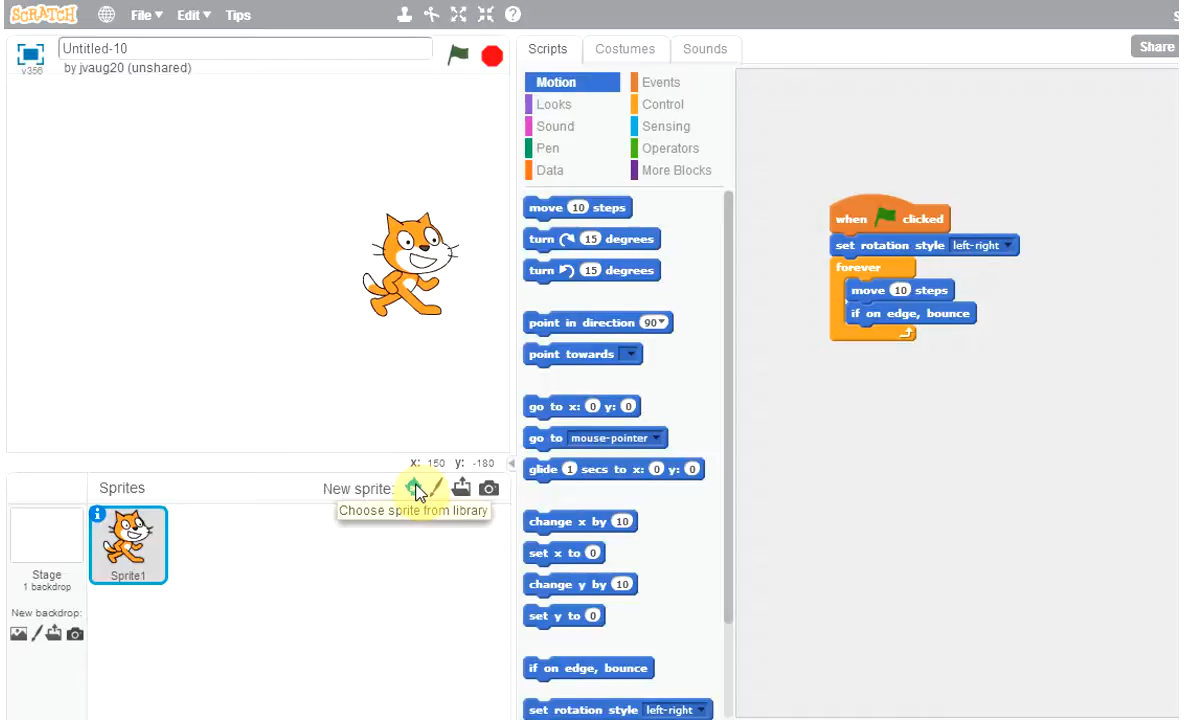 SCRATCH
File Edit Tips
v356
Untitled-10
by jvaug20 (unshared)
Scripts Costumes Sounds
Share
Motion
Looks
Sound
Pen
Data
Events
Control
Sensing
Operators
More Blocks
move 10 steps
turn 15 degrees
turn 15 degrees
point in direction 90
point towards
go to x: 0 y: 0
go to mouse-pointer
glide 1 secs to x: 0 y: 0
change x by 10
set x to 0
change y by 10
set y to 0
if on edge, bounce
set rotation style left-right
when clicked
set rotation style left-right
forever
move 10 steps
if on edge, bounce
x: 150 y: -180
Sprites
New sprite:
Choose sprite from library
Sprite1
Stage
1 backdrop
New backdrop: